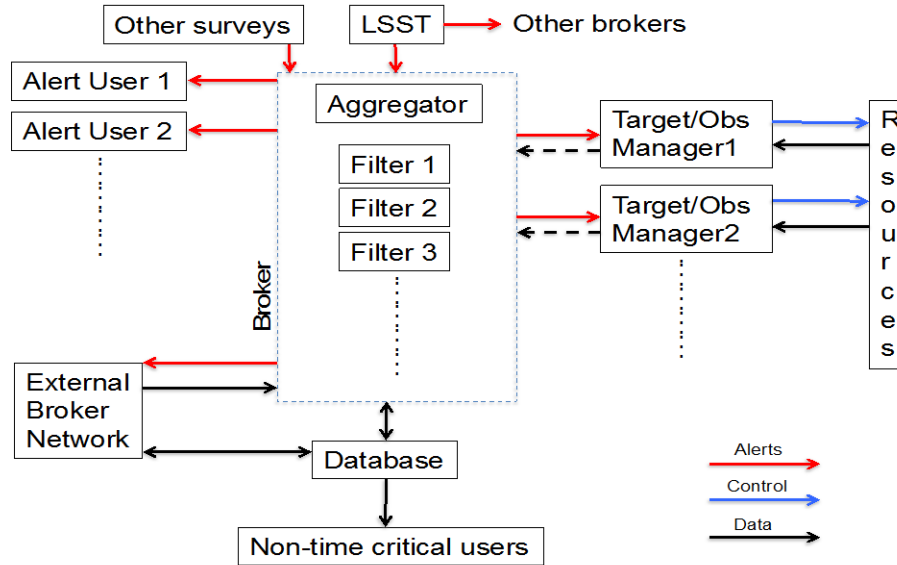 Other surveys
LSST
Other brokers
Alert User 1
Alert User 2
Aggregator
Filter 1
Filter 2
Filter 3
Broker
Target/Obs
Manager1
Target/Obs
Manager2
Resources
External
Broker
Network
Database
Non-time critical users
Alerts
Control
Data